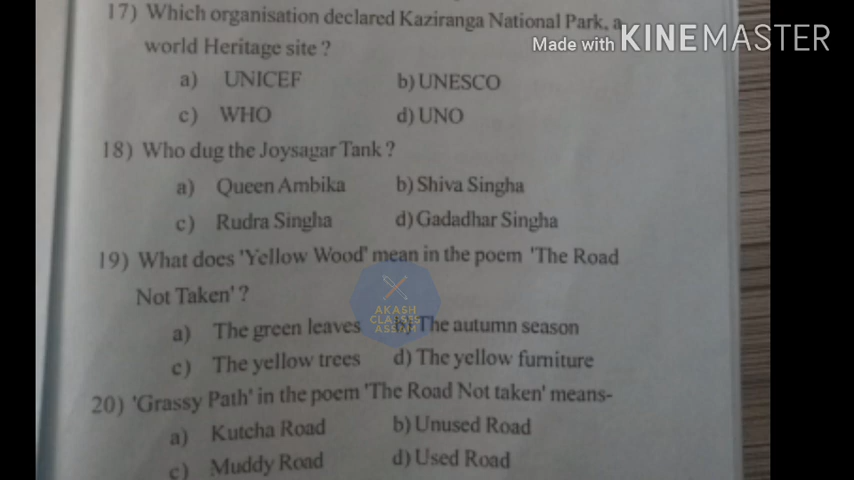 17) Which organisation declared Kaziranga National Park, a
Made with KINEMASTER
world Heritage site ?
a) UNICEF b) UNESCO
c) WHO d) UNO
18) Who dug the Joysagar Tank ?
a) Queen Ambika b) Shiva Singha
c) Rudra Singha d) Gadadhar Singha
19) What does 'Yellow Wood' mean in the poem 'The Road
Not Taken' ?
AKASH
CLASSES
ASSAM
a) The green leaves b) The autumn season
c) The yellow trees d) The yellow furniture
20) 'Grassy Path' in the poem 'The Road Not taken' means-
a) Kutcha Road b) Unused Road
c) Muddy Road d) Used Road